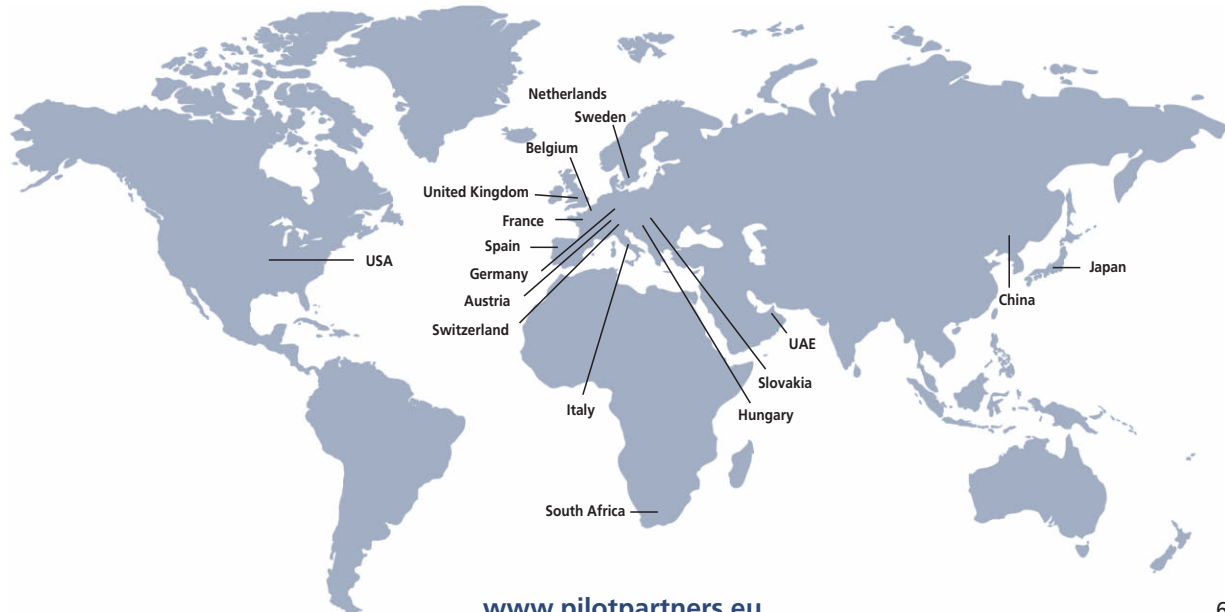 Netherlands
Sweden
Belgium
United Kingdom
France
Spain
USA
Germany
Japan
Austria
China
Switzerland
UAE
Slovakia
Italy
Hungary
South Africa
www.pilotpartners.eu
6